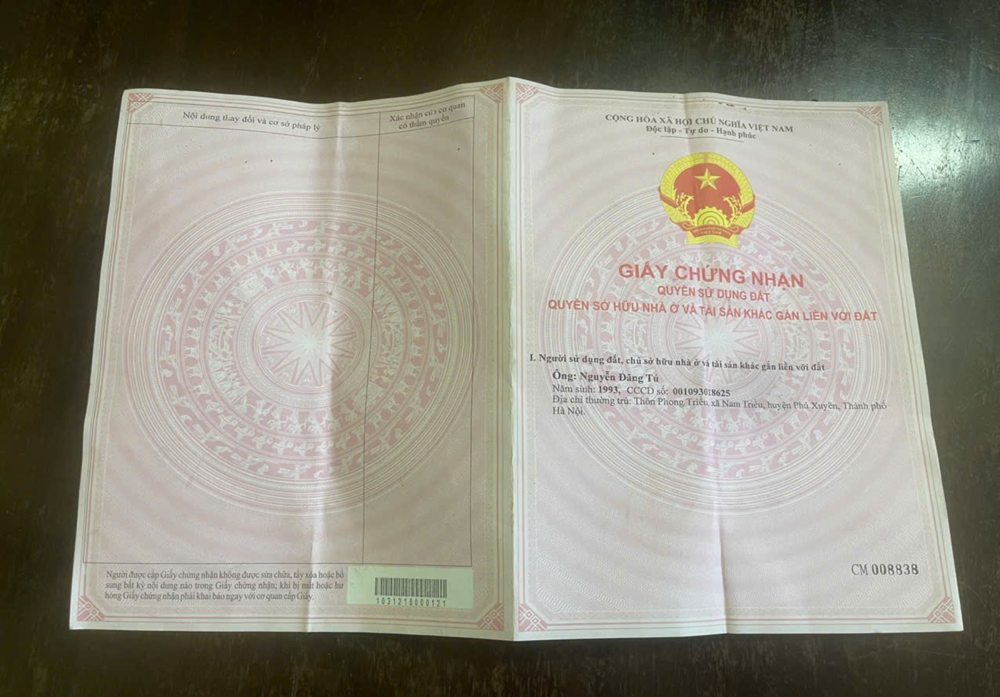 Nội dung thay đổi và cơ sở pháp lý
Xác nhận của cơ quan
có thẩm quyền
Người được cấp Giấy chứng nhận không được sửa chữa, tẩy xóa hoặc bổ
sung bất kỳ nội dung nào trong Giấy chứng nhận; khi bị mất hoặc hư
hỏng Giấy chứng nhận phải khai báo ngay với cơ quan cấp Giấy.
1031218000121
CỘNG HÒA XÃ HỘI CHỦ NGHĨA VIỆT NAM
Độc lập - Tự do - Hạnh phúc
GIẤY CHỨNG NHẬN
QUYỀN SỬ DỤNG ĐẤT
QUYỀN SỞ HỮU NHÀ Ở VÀ TÀI SẢN KHÁC GẮN LIỀN VỚI ĐẤT
I. Người sử dụng đất, chủ sở hữu nhà ở và tài sản khác gắn liền với đất
Ông: Nguyễn Đăng Tú
Năm sinh: 1993, CCCD số: 001093018625
Địa chỉ thường trú: Thôn Phong Triều, xã Nam Triều, huyện Phú Xuyên, Thành phố
Hà Nội.
CM 008838